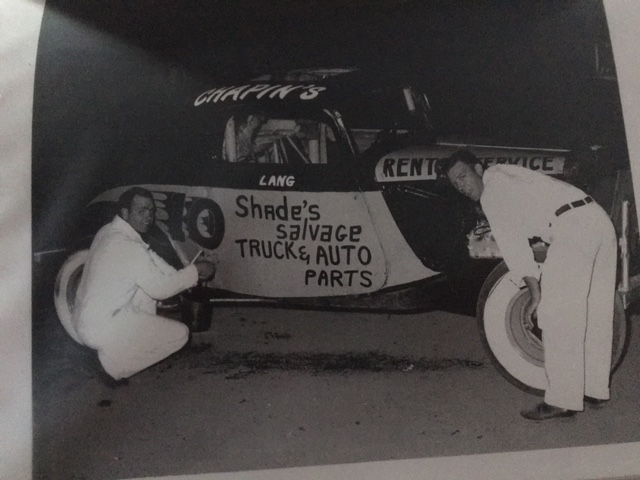 CHAPIN'S
LANG
RENT SERVICE
Shade's
salvage
TRUCK & AUTO
PARTS